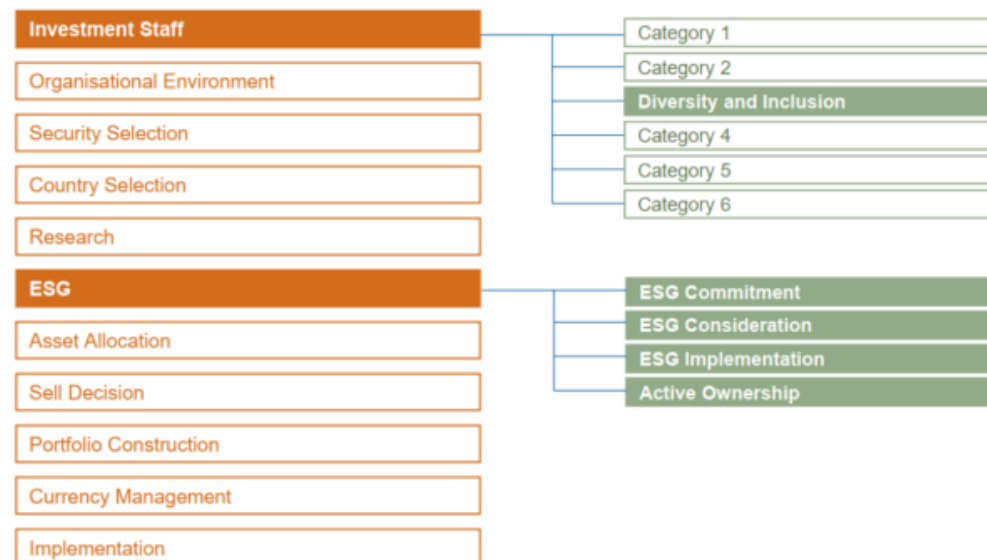 Investment Staff
Organisational Environment
Security Selection
Country Selection
Research
ESG
Asset Allocation
Sell Decision
Portfolio Construction
Currency Management
Implementation
Category 1
Category 2
Diversity and Inclusion
Category 4
Category 5
Category 6
ESG Commitment
ESG Consideration
ESG Implementation
Active Ownership